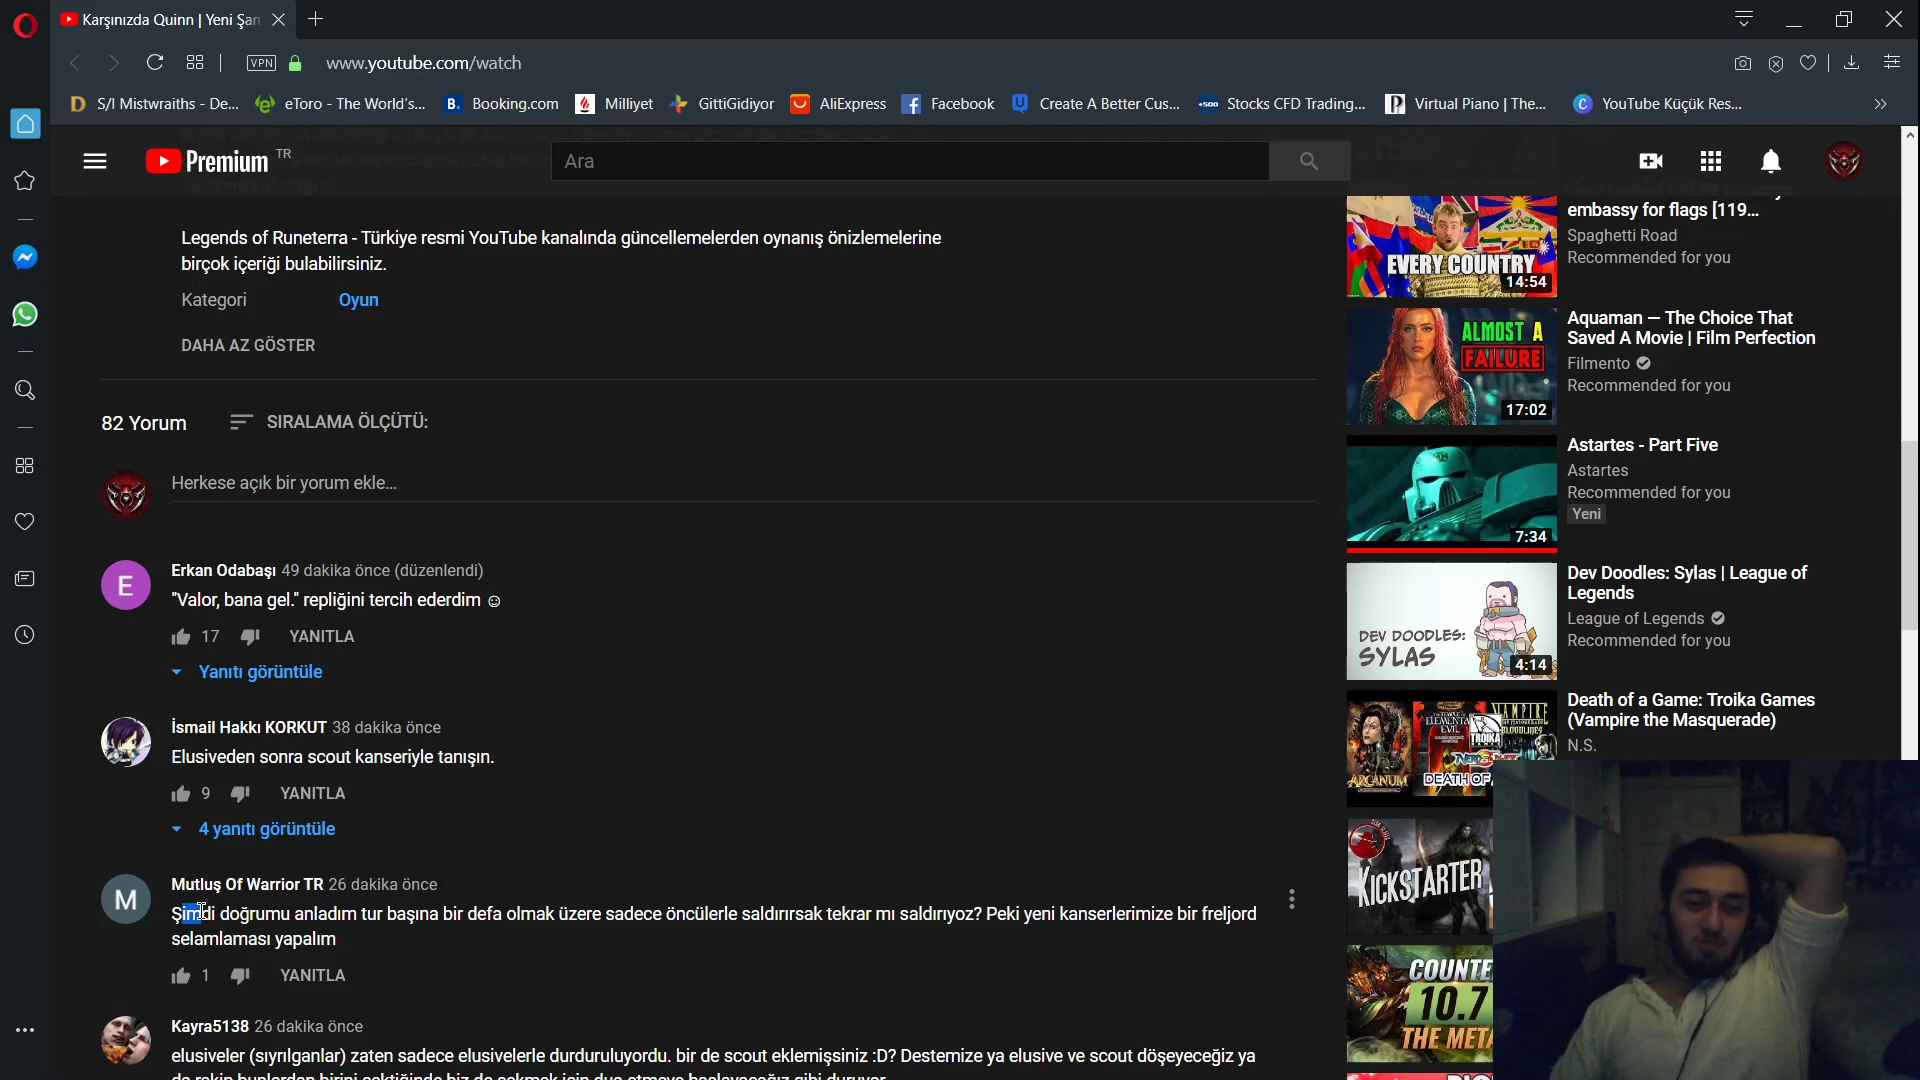 Karşınızda Quinn | Yeni Şam
VPN
www.youtube.com/watch
S/I Mistwraiths - De...
eToro - The World's...
Booking.com
Milliyet
GittiGidiyor
AliExpress
Facebook
Create A Better Cus...
Stocks CFD Trading...
Virtual Piano | The...
YouTube Küçük Res...
Premium TR
Ara
Legends of Runeterra - Türkiye resmi YouTube kanalında güncellemelerden oynanış önizlemelerine
birçok içeriği bulabilirsiniz.
Kategori Oyun
DAHA AZ GÖSTER
82 Yorum SIRALAMA ÖLÇÜTÜ:
Herkese açık bir yorum ekle...
E
Erkan Odabaşı 49 dakika önce (düzenlendi)
"Valor, bana gel." repliğini tercih ederdim ☺
17 YANITLA
Yanıtı görüntüle
İsmail Hakkı KORKUT 38 dakika önce
Elusiveden sonra scout kanseriyle tanışın.
9 YANITLA
4 yanıtı görüntüle
M
Mutluş Of Warrior TR 26 dakika önce
Şimdi doğrumu anladım tur başına bir defa olmak üzere sadece öncülerle saldırırsak tekrar mı saldırıyoz? Peki yeni kanserlerimize bir freljord
selamlaması yapalım
1 YANITLA
Kayra5138 26 dakika önce
elusiveler (sıyrılganlar) zaten sadece elusivelerle durduruluyordu. bir de scout eklemişsiniz :D? Destemize ya elusive ve scout döşeyeceğiz ya
embassy for flags [119...
Spaghetti Road
Recommended for you
EVERY COUNTRY
14:54
Aquaman – The Choice That
Saved A Movie | Film Perfection
Filmento
Recommended for you
ALMOST A
FAILURE
17:02
Astartes - Part Five
Astartes
Recommended for you
Yeni
7:34
Dev Doodles: Sylas | League of
Legends
League of Legends
Recommended for you
DEV DOODLES:
SYLAS
4:14
Death of a Game: Troika Games
(Vampire the Masquerade)
N.S.
ARCANUM
TROIKA
DEATH OF
KICKSTARTER
COUNTE
10.7
THE META